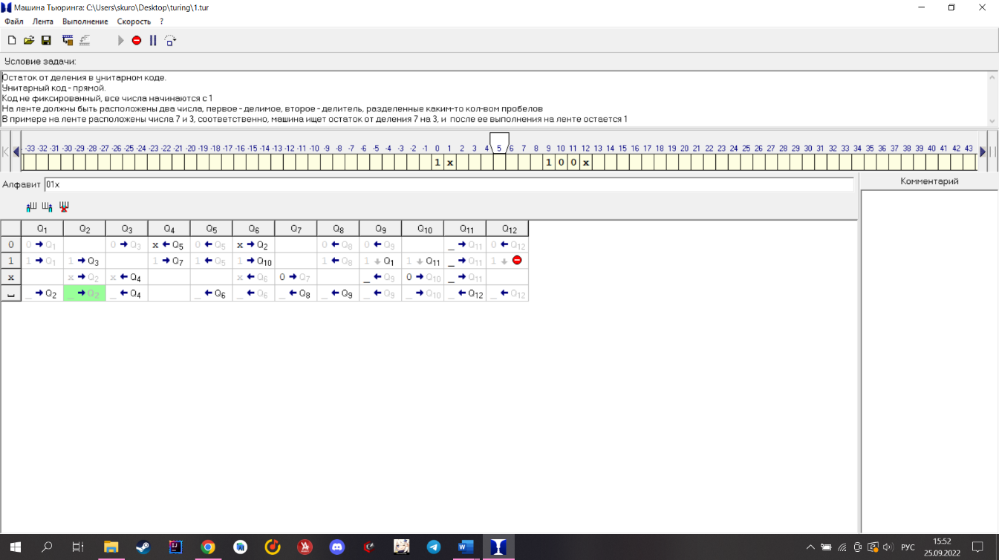 Машина Тьюринга: C:\Users\skuro\Desktop\turing\1.tur
Файл Лента Выполнение Скорость ?
Условие задачи:
Остаток от деления в унитарном коде.
Унитарный код - прямой.
Код не фиксированный, все числа начинаются с 1
На ленте должны быть расположены два числа, первое - делимое, второе - делитель, разделенные каким-то кол-вом пробелов
В примере на ленте расположены числа 7 и 3, соответственно, машина ищет остаток от деления 7 на 3, и после ее выполнения на ленте остается 1
-33 -32 -31 -30 -29 -28 -27 -26 -25 -24 -23 -22 -21 -20 -19 -18 -17 -16 -15 -14 -13 -12 -11 -10 -9 -8 -7 -6 -5 -4 -3 -2 -1 0 1 2 3 4 5 6 7 8 9 10 11 12 13 14 15 16 17 18 19 20 21 22 23 24 25 26 27 28 29 30 31 32 33 34 35 36 37 38 39 40 41 42 43
1 x 1 0 0 x
Алфавит 01x
Комментарий
Q1 Q2 Q3 Q4 Q5 Q6 Q7 Q8 Q9 Q10 Q11 Q12
0 0 → Q1 0 → Q3 x ← Q5 0 ← Q5 x → Q2 0 ← Q8 0 ← Q9 _ → Q11 0 ← Q12
1 1 → Q1 1 → Q3 1 → Q7 1 ← Q5 1 → Q10 1 ← Q8 1 ↓ Q1 1 ↓ Q11 _ → Q11 1 ↓
x x → Q2 x ← Q4 x ← Q6 0 → Q7 _ ← Q9 0 → Q10 _ → Q11
_ → Q2 _ → Q2 _ ← Q4 _ ← Q6 _ ← Q6 _ ← Q8 _ ← Q9 _ ← Q9 _ → Q10 _ ← Q12 _ ← Q12
РУС
15:52
25.09.2022